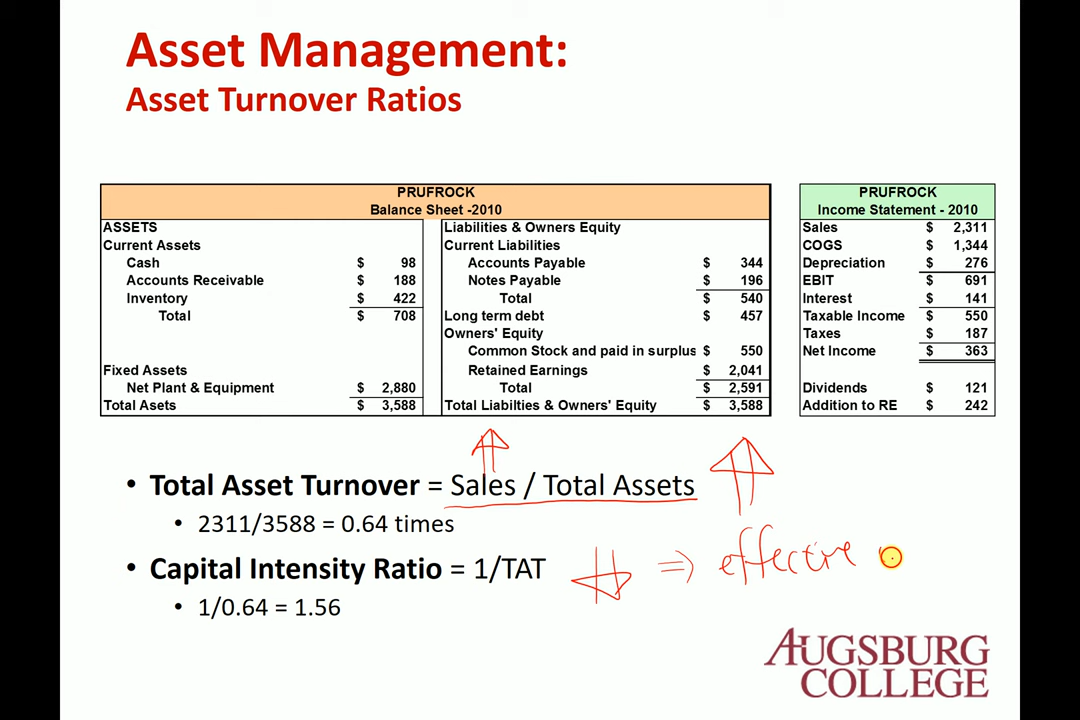 Asset Management:
Asset Turnover Ratios
PRUFROCK
Balance Sheet -2010
ASSETS Liabilities & Owners Equity
Current Assets Current Liabilities
Cash $ 98 Accounts Payable $ 344
Accounts Receivable $ 188 Notes Payable $ 196
Inventory $ 422 Total $ 540
Total $ 708 Long term debt $ 457
Owners' Equity
Common Stock and paid in surplus $ 550
Fixed Assets Retained Earnings $ 2,041
Net Plant & Equipment $ 2,880 Total $ 2,591
Total Asets $ 3,588 Total Liabilties & Owners' Equity $ 3,588
PRUFROCK
Income Statement - 2010
Sales $ 2,311
COGS $ 1,344
Depreciation $ 276
EBIT $ 691
Interest $ 141
Taxable Income $ 550
Taxes $ 187
Net Income $ 363
Dividends $ 121
Addition to RE $ 242
• Total Asset Turnover = Sales / Total Assets
• 2311/3588 = 0.64 times
• Capital Intensity Ratio = 1/TAT ⇒ effective
• 1/0.64 = 1.56
AUGSBURG
COLLEGE